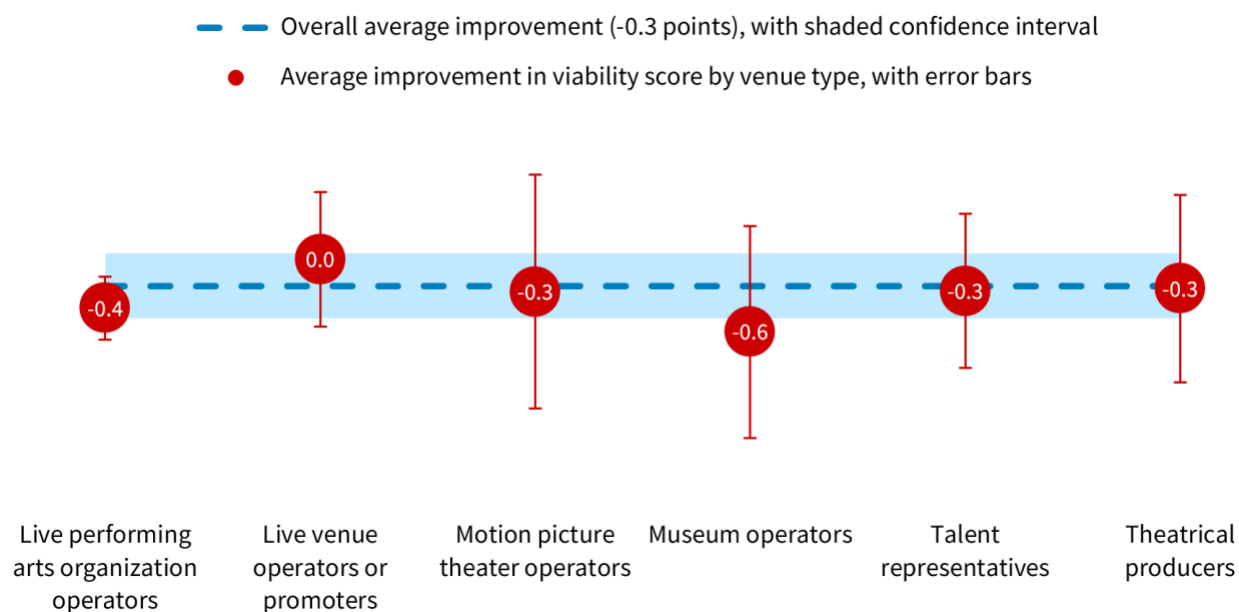 Overall average improvement (-0.3 points), with shaded confidence interval
Average improvement in viability score by venue type, with error bars
-0.4
0.0
-0.3
-0.6
-0.3
-0.3
Live performing
arts organization
operators
Live venue
operators or
promoters
Motion picture
theater operators
Museum operators
Talent
representatives
Theatrical
producers